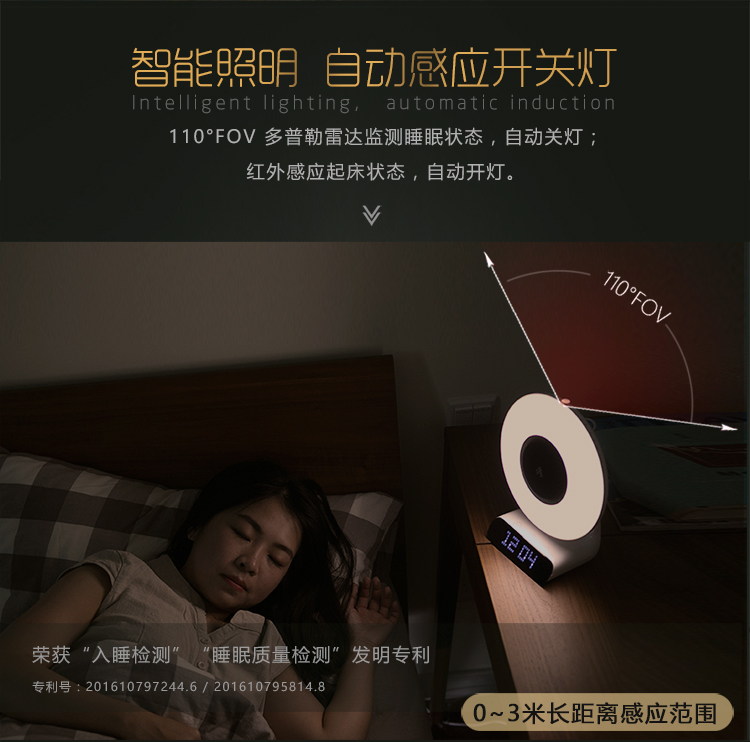 智能照明 自动感应开关灯
Intelligent lighting, automatic induction
110°FOV 多普勒雷达监测睡眠状态，自动关灯；
红外感应起床状态，自动开灯。
110°FOV
12:04
荣获“入睡检测”“睡眠质量检测”发明专利
专利号：201610797244.6 / 201610795814.8
0~3米长距离感应范围